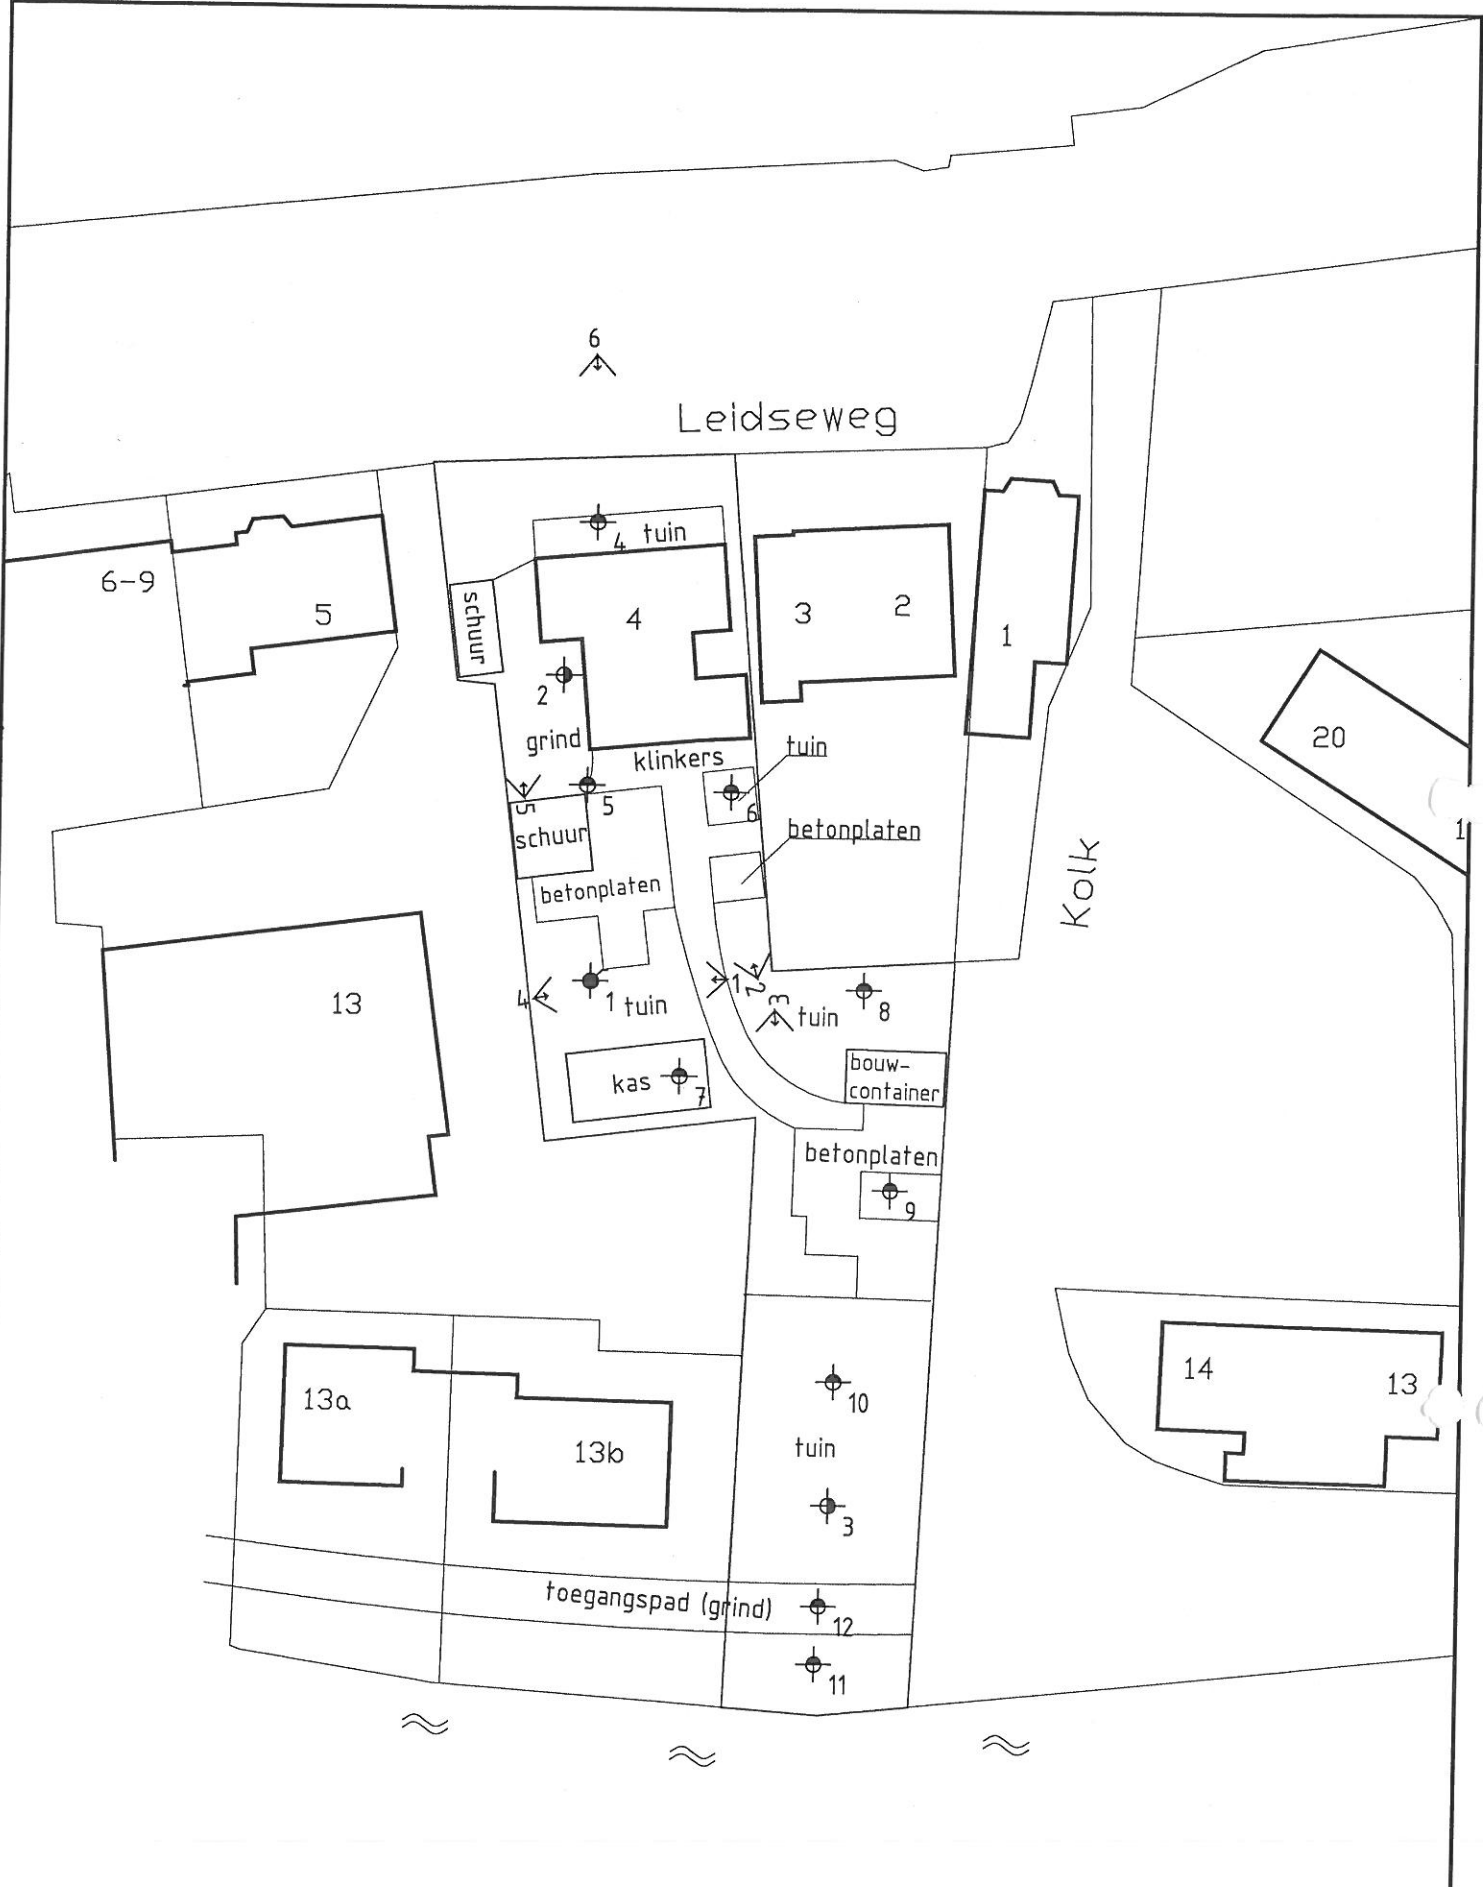 6
Leidseweg
4 tuin
6-9
5
schuur
4
3
2
1
2
grind
klinkers
tuin
20
5
5
6
schuur
betonplaten
1
Kolk
betonplaten
13
4
1 tuin
1
2
3
tuin
8
kas
7
bouw-
container
betonplaten
9
13a
13b
10
14
13
tuin
3
toegangspad (grind)
12
11